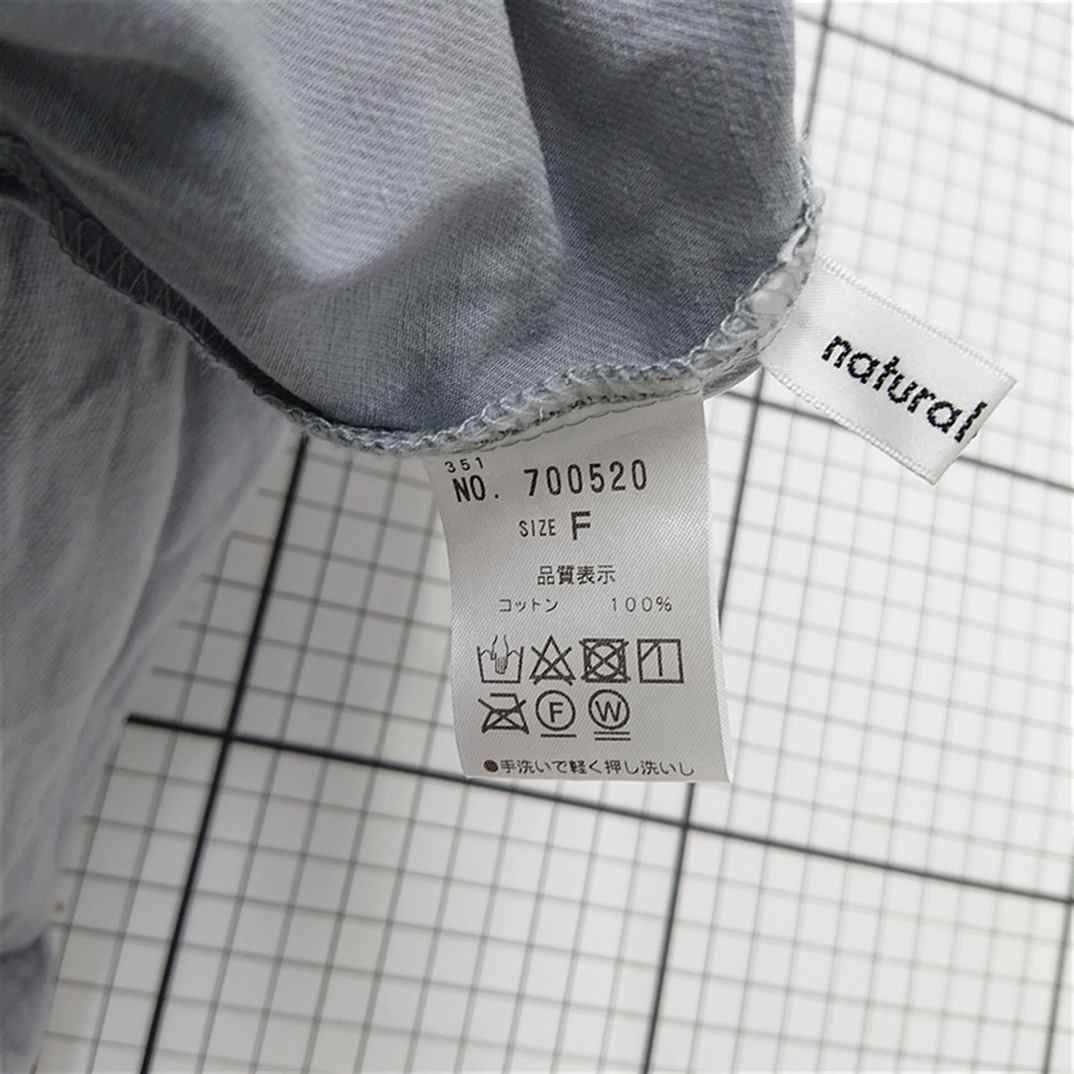 natural
351
NO. 700520
SIZE F
品質表示
コットン 100%
F W
●手洗いで軽く押し洗いし